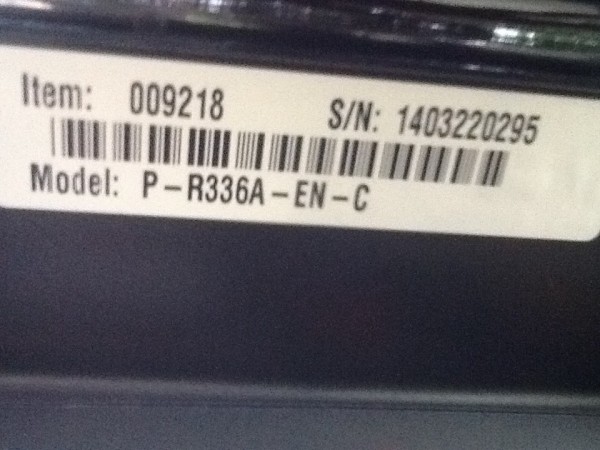 Item: 009218 S/N: 1403220295
Model: P-R336A-EN-C